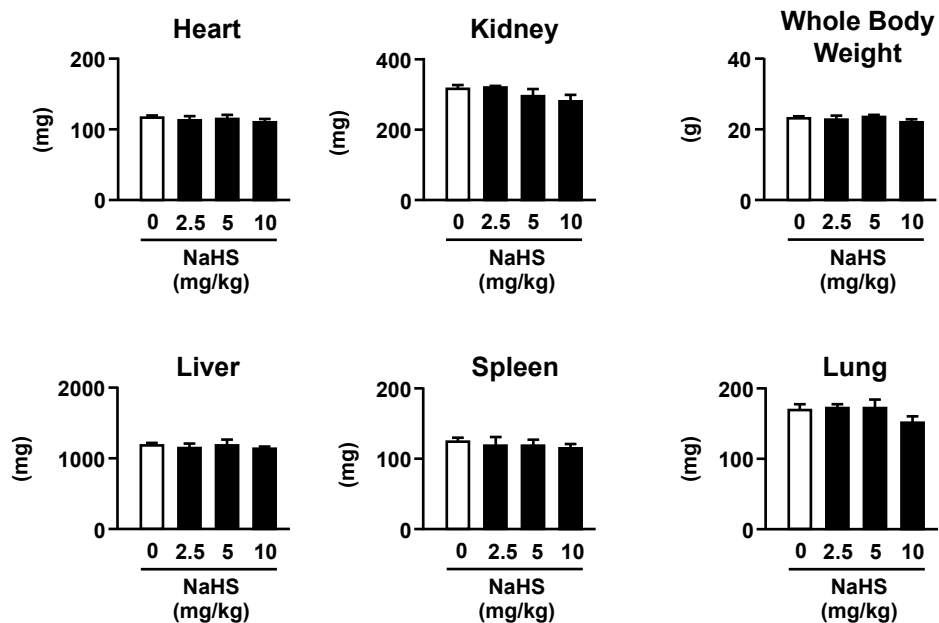 Heart
200
100
0
(mg)
0 2.5 5 10
NaHS
(mg/kg)
Kidney
400
200
0
(mg)
0 2.5 5 10
NaHS
(mg/kg)
Whole Body
Weight
40
20
0
(g)
0 2.5 5 10
NaHS
(mg/kg)
Liver
2000
1000
0
(mg)
0 2.5 5 10
NaHS
(mg/kg)
Spleen
200
100
0
(mg)
0 2.5 5 10
NaHS
(mg/kg)
Lung
200
100
0
(mg)
0 2.5 5 10
NaHS
(mg/kg)